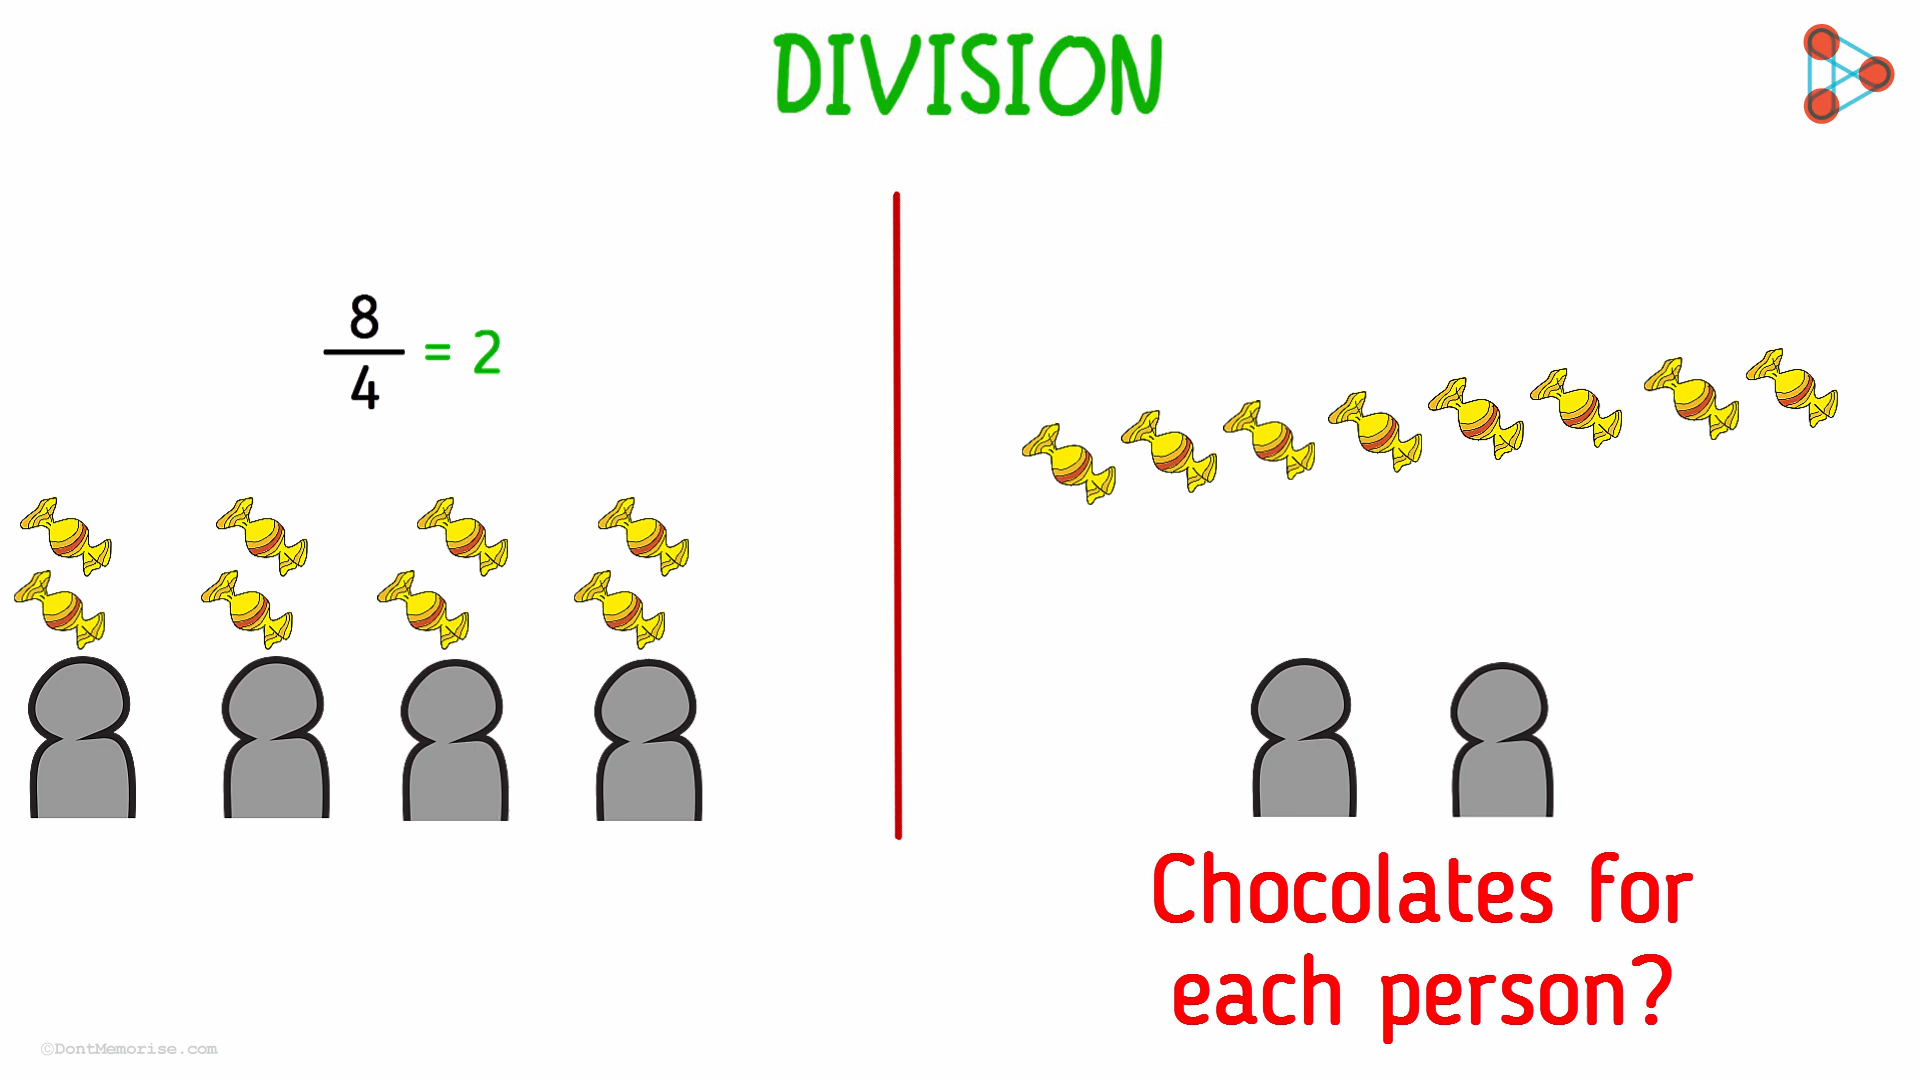 DIVISION
8
4
= 2
Chocolates for
each person?
©DontMemorise.com